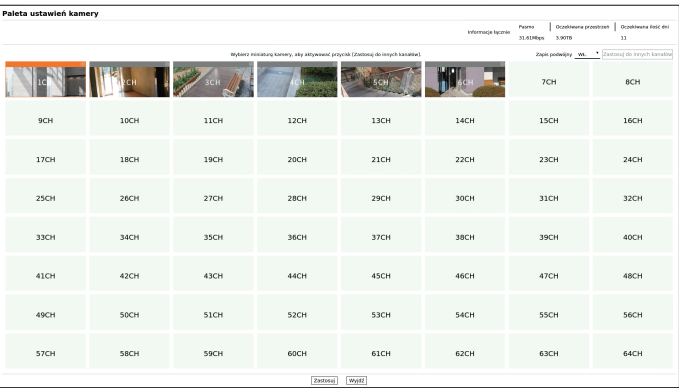 Paleta ustawień kamery
Informacje łącznie
Pasmo
31.61Mbps
Oczekiwana przestrzeń
3.90TB
Oczekiwana ilość dni
11
Wybierz miniaturę kamery, aby aktywować przycisk [Zastosuj do innych kanałów].
Zapis podwójny WŁ. Zastosuj do innych kanałów
1CH 2CH 3CH 4CH 5CH 6CH 7CH 8CH
9CH 10CH 11CH 12CH 13CH 14CH 15CH 16CH
17CH 18CH 19CH 20CH 21CH 22CH 23CH 24CH
25CH 26CH 27CH 28CH 29CH 30CH 31CH 32CH
33CH 34CH 35CH 36CH 37CH 38CH 39CH 40CH
41CH 42CH 43CH 44CH 45CH 46CH 47CH 48CH
49CH 50CH 51CH 52CH 53CH 54CH 55CH 56CH
57CH 58CH 59CH 60CH 61CH 62CH 63CH 64CH
Zastosuj Wyjdź